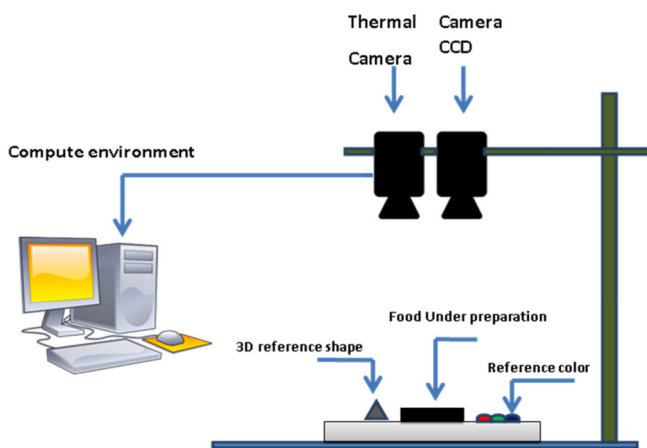 Thermal
Camera
Camera
CCD
Compute environment
Food Under preparation
3D reference shape
Reference color